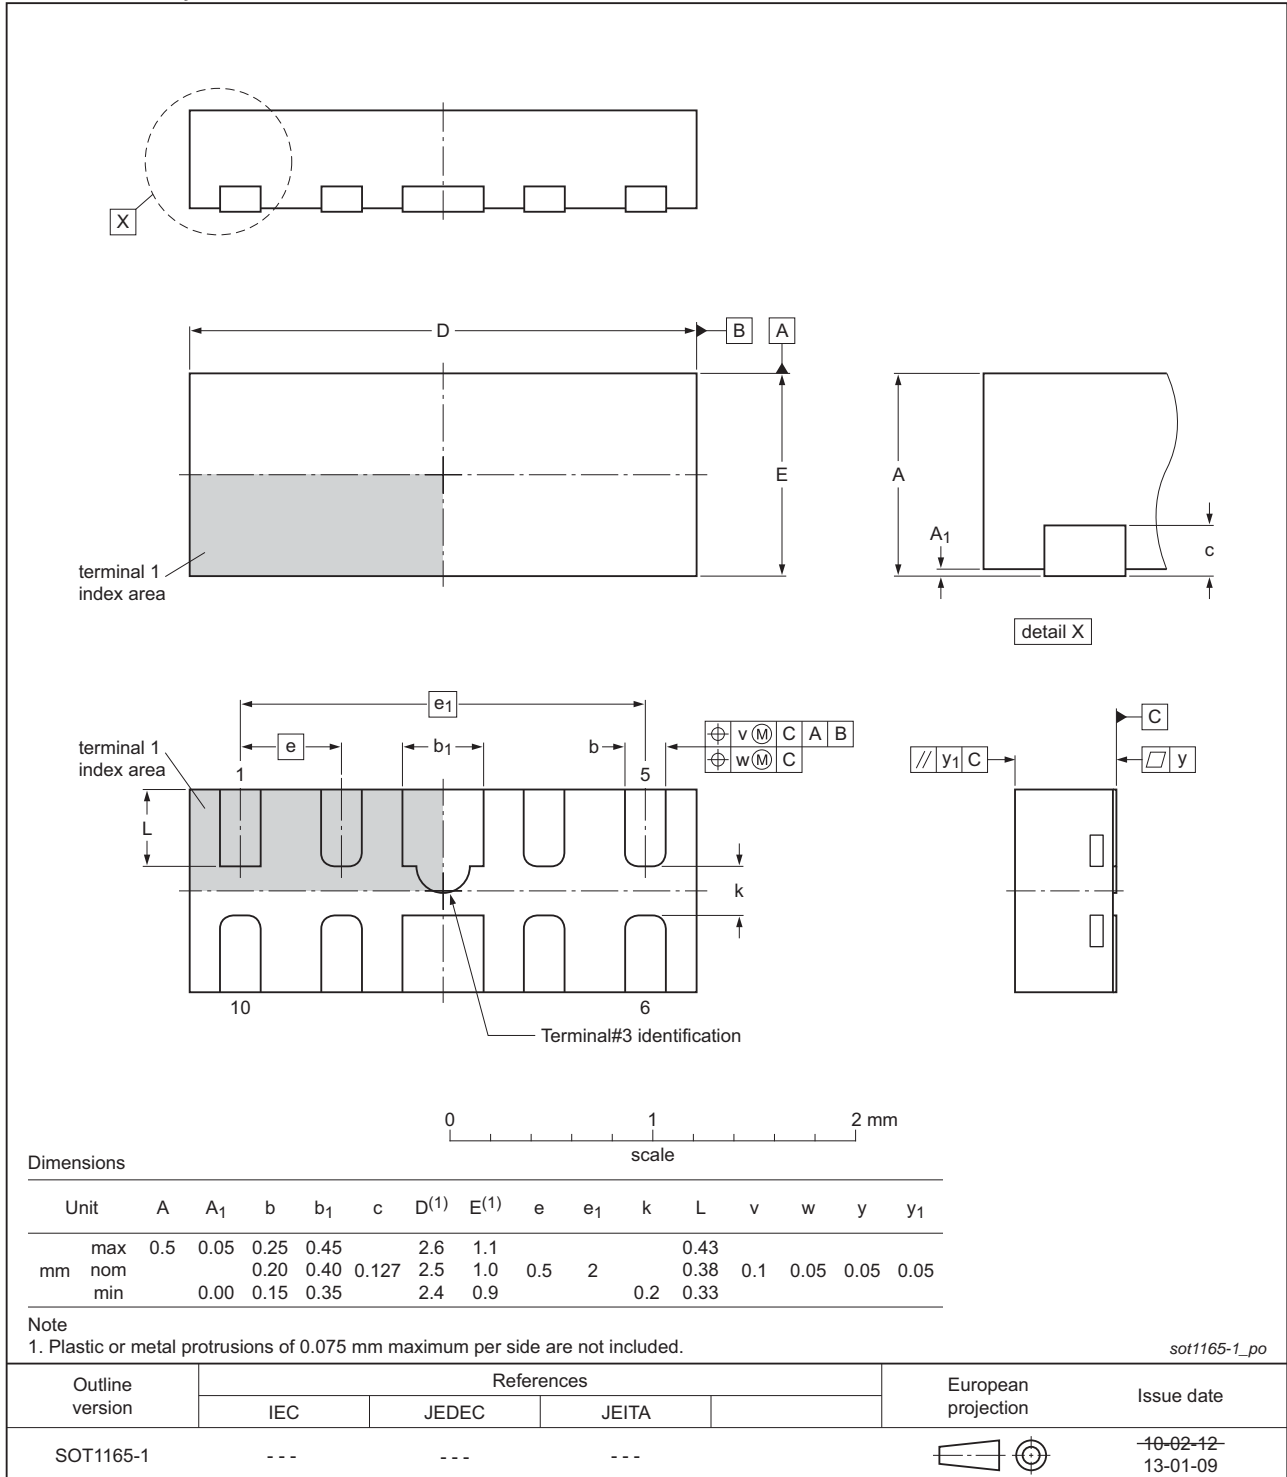 X
D
B
A
E
terminal 1
index area
A
A1
c
detail X
e1
e
b1
b
v M C A B
w M C
terminal 1
index area
1
5
L
k
10
6
Terminal#3 identification
C
// y1 C
y
0 1 2 mm
scale
Dimensions
Unit A A1 b b1 c D(1) E(1) e e1 k L v w y y1
max 0.5 0.05 0.25 0.45 2.6 1.1 0.43
mm nom 0.20 0.40 0.127 2.5 1.0 0.5 2 0.38 0.1 0.05 0.05 0.05
min 0.00 0.15 0.35 2.4 0.9 0.2 0.33
Note
1. Plastic or metal protrusions of 0.075 mm maximum per side are not included.
sot1165-1_po
Outline version
References
IEC JEDEC JEITA
European projection
Issue date
SOT1165-1 - - - - - - - - -
10-02-12
13-01-09